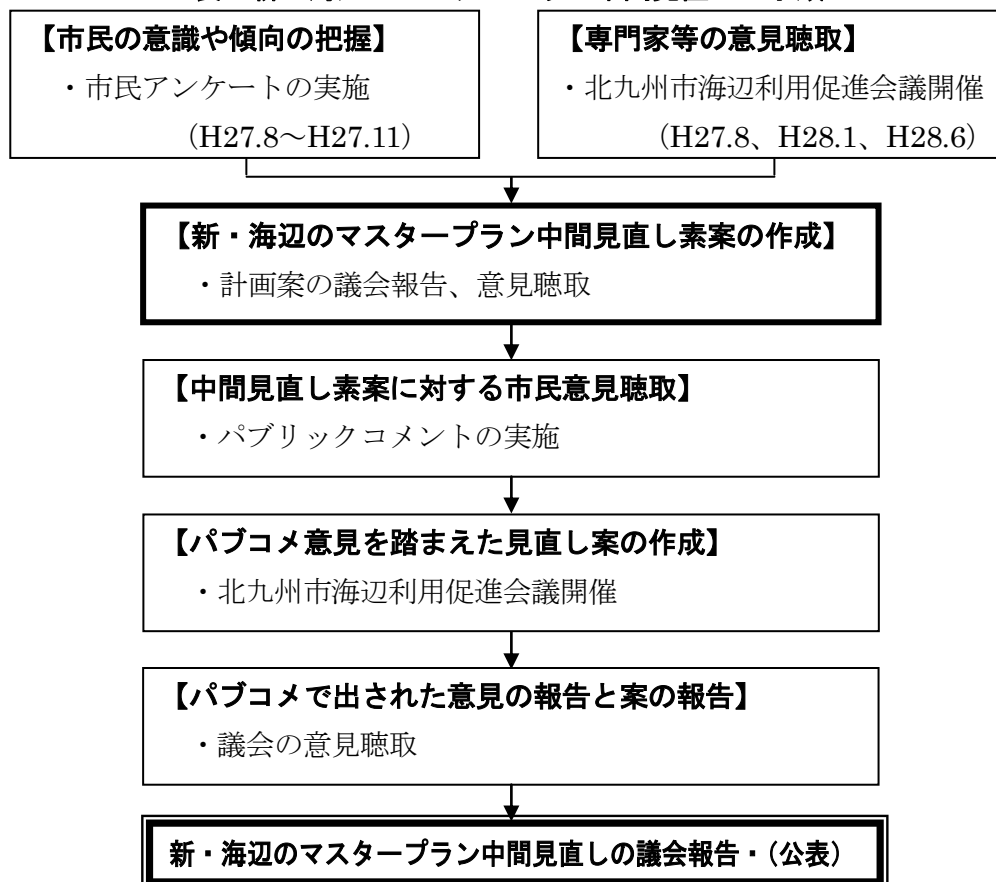 【市民の意識や傾向の把握】
・市民アンケートの実施
(H27.8~H27.11)
【専門家等の意見聴取】
・北九州市海辺利用促進会議開催
(H27.8、H28.1、H28.6)
【新・海辺のマスタープラン中間見直し素案の作成】
・計画案の議会報告、意見聴取
【中間見直し素案に対する市民意見聴取】
・パブリックコメントの実施
【パブコメ意見を踏まえた見直し案の作成】
・北九州市海辺利用促進会議開催
【パブコメで出された意見の報告と案の報告】
・議会の意見聴取
新・海辺のマスタープラン中間見直しの議会報告・(公表)